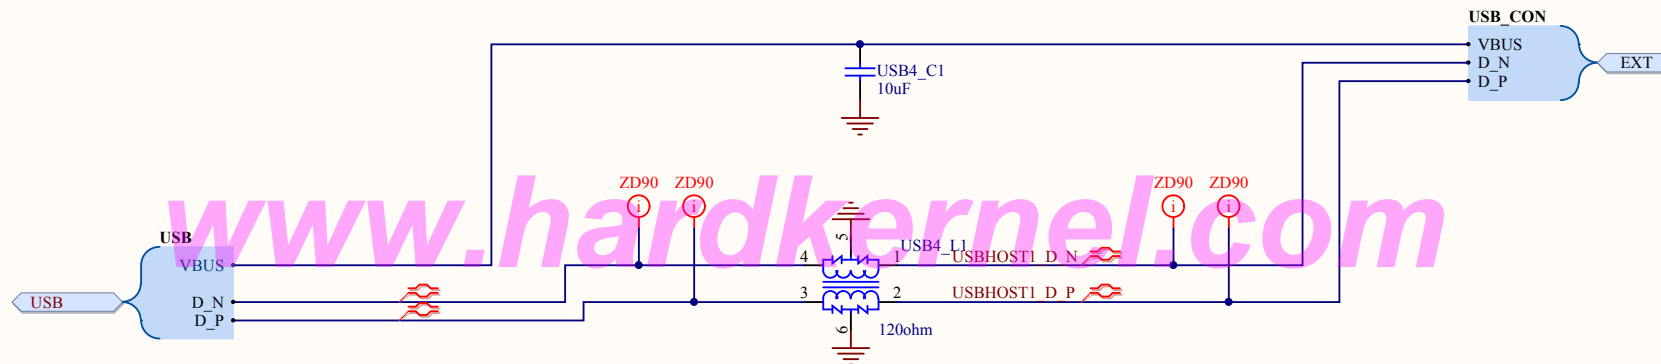 USB_CON
VBUS
D_N
D_P
EXT
USB4_C1
10uF
ZD90 ZD90 ZD90 ZD90
i i i i
www.hardkernel.com
USB
VBUS
D_N
D_P
USB
5
4 1 USB4_L1
USBHOST1_D_N
3 2 USBHOST1_D_P
6
120ohm